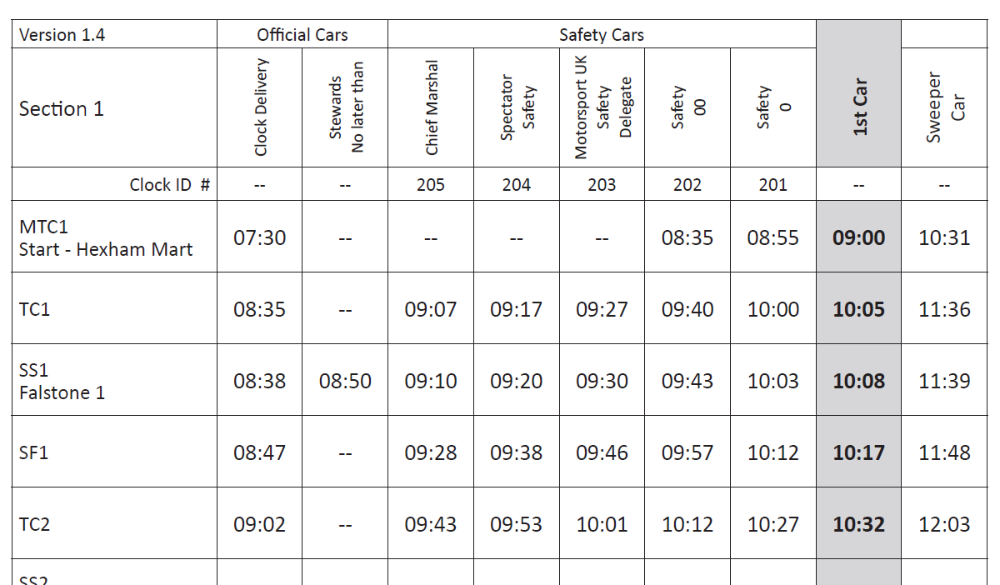 Version 1.4 Official Cars Safety Cars
Section 1
Clock Delivery
Stewards
No later than
Chief Marshal
Spectator
Safety
Motorsport UK
Safety
Delegate
Safety
00
Safety
0
1st Car
Sweeper
Car
Clock ID # -- -- 205 204 203 202 201 -- --
MTC1
Start - Hexham Mart 07:30 -- -- -- -- 08:35 08:55 09:00 10:31
TC1 08:35 -- 09:07 09:17 09:27 09:40 10:00 10:05 11:36
SS1
Falstone 1 08:38 08:50 09:10 09:20 09:30 09:43 10:03 10:08 11:39
SF1 08:47 -- 09:28 09:38 09:46 09:57 10:12 10:17 11:48
TC2 09:02 -- 09:43 09:53 10:01 10:12 10:27 10:32 12:03
SS2